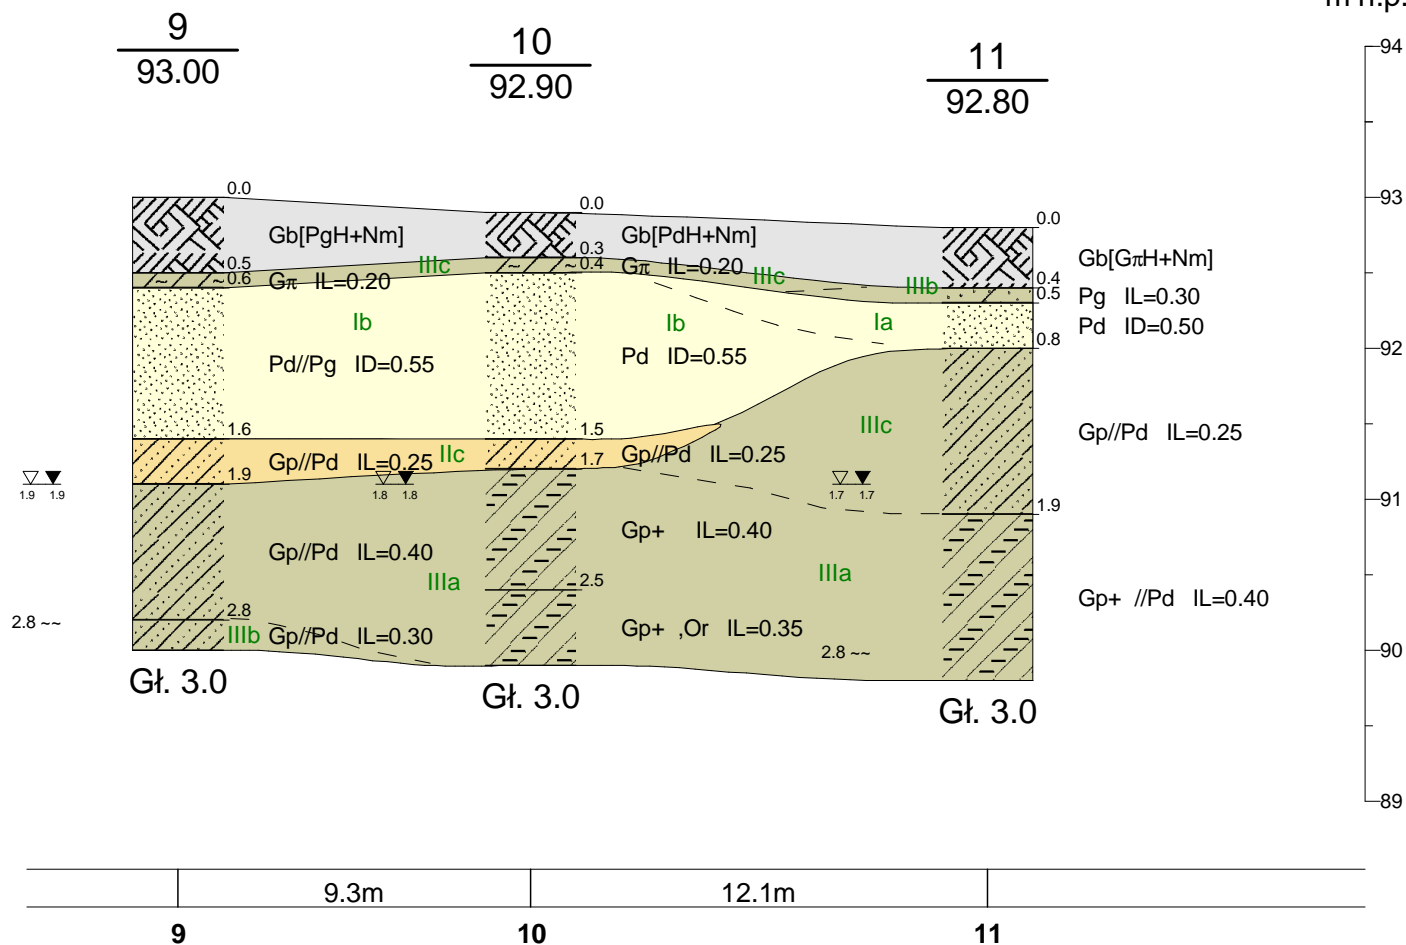 m n.p.
9
93.00
10
92.90
11
92.80
94
93
92
91
90
89
0.0
0.5
0.6
1.6
1.9
2.8
Gb[PgH+Nm]
IIIc
Gπ IL=0.20
Ib
Pd//Pg ID=0.55
Gp//Pd IL=0.25
IIc
1.9 1.9
1.8 1.8
Gp//Pd IL=0.40
IIIa
2.8 ~~
IIIb
Gp//Pd IL=0.30
Gł. 3.0
0.0
0.3
0.4
1.5
1.7
2.5
Gb[PdH+Nm]
Gπ IL=0.20
IIIc
IIIb
Ib
Ia
Pd ID=0.55
IIIc
Gp//Pd IL=0.25
1.7 1.7
Gp+ IL=0.40
IIIa
Gp+ ,Or IL=0.35
2.8 ~~
Gł. 3.0
0.0
0.4
0.5
0.8
1.9
Gb[GπH+Nm]
Pg IL=0.30
Pd ID=0.50
Gp//Pd IL=0.25
Gp+ //Pd IL=0.40
Gł. 3.0
9.3m
12.1m
9
10
11